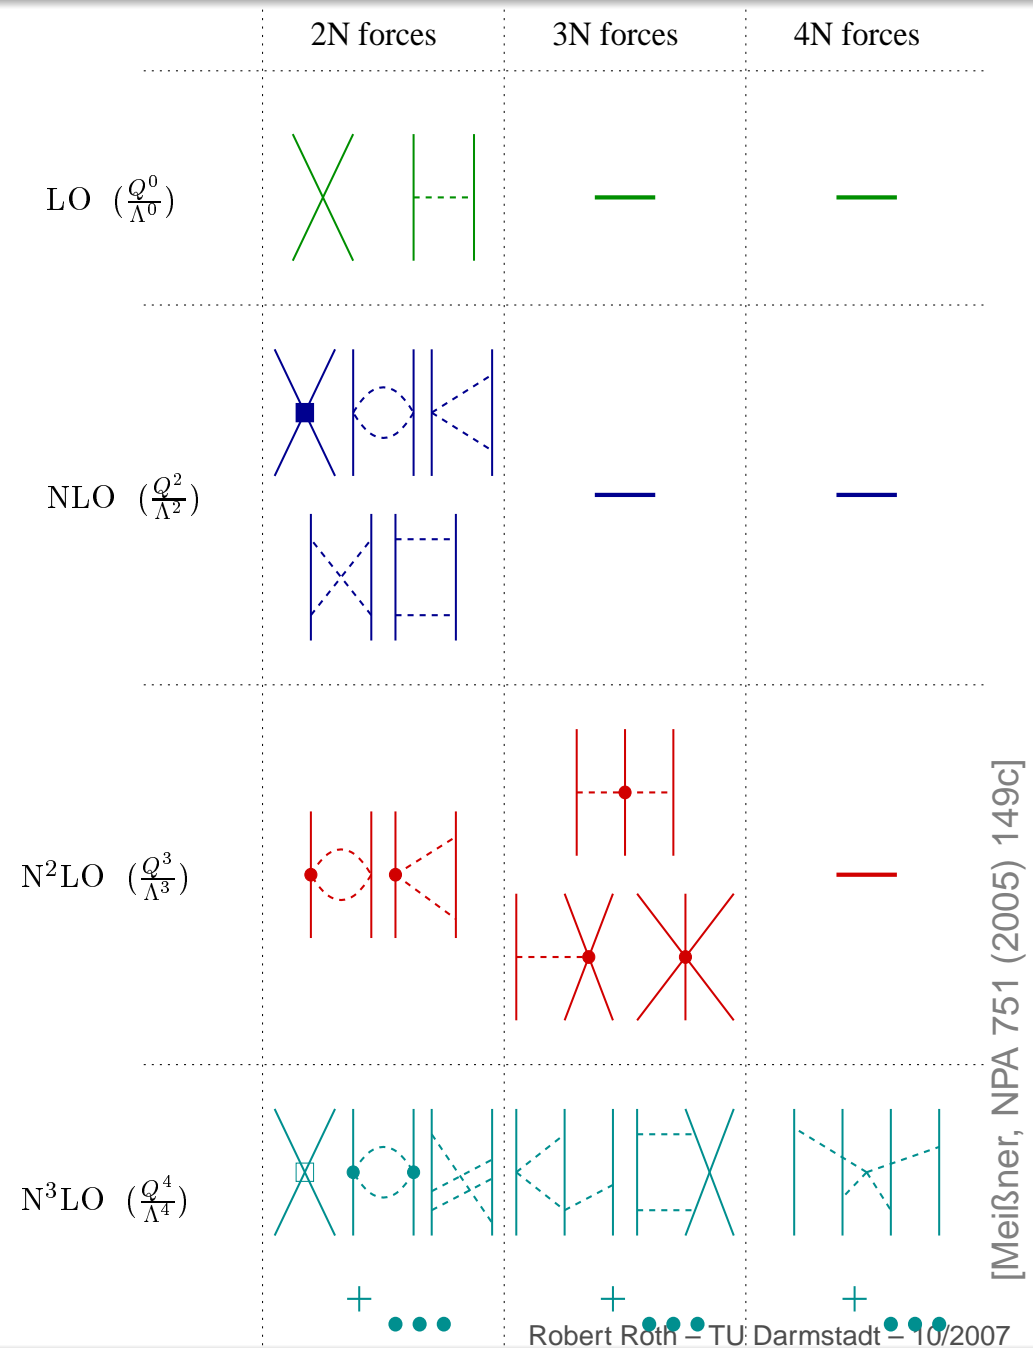 2N forces 3N forces 4N forces
LO (Q⁰/Λ⁰)
NLO (Q²/Λ²)
N²LO (Q³/Λ³)
N³LO (Q⁴/Λ⁴)
+ + +
[Meißner, NPA 751 (2005) 149c]
Robert Roth – TU Darmstadt – 10/2007